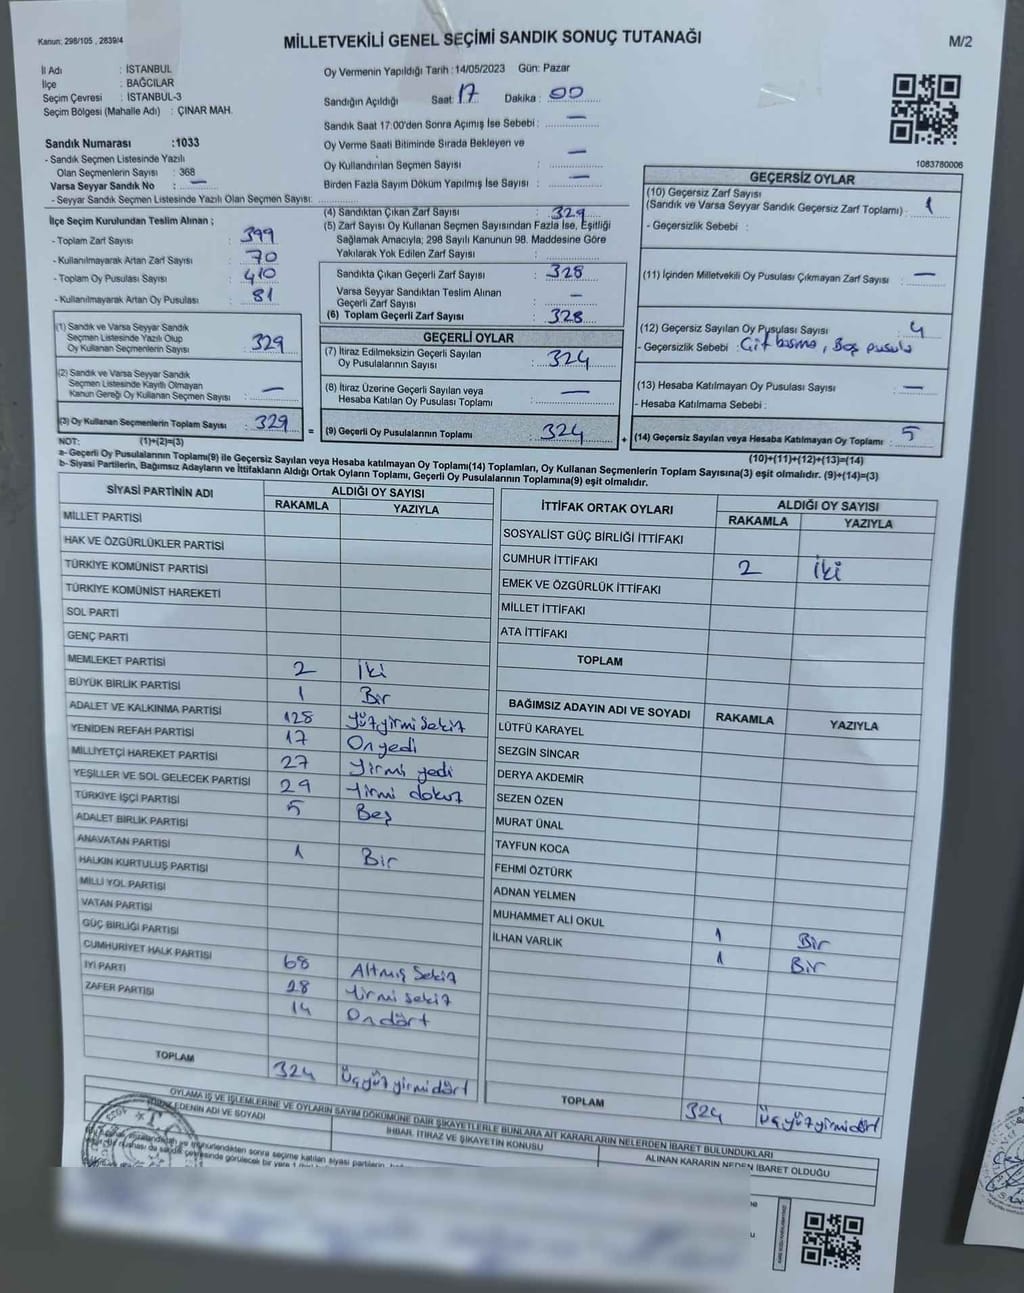 Kanun: 298/105 , 2839/4
MİLLETVEKİLİ GENEL SEÇİMİ SANDIK SONUÇ TUTANAĞI
M/2
İl Adı : İSTANBUL
İlçe : BAĞCILAR
Seçim Çevresi : İSTANBUL-3
Seçim Bölgesi (Mahalle Adı) : ÇINAR MAH.
Oy Vermenin Yapıldığı Tarih : 14/05/2023 Gün: Pazar
Sandığın Açıldığı Saat: 17 Dakika : 00
Sandık Saat 17:00'den Sonra Açımış İse Sebebi : —
Oy Verme Saati Bitiminde Sırada Bekleyen ve
Oy Kullandırılan Seçmen Sayısı : —
Birden Fazla Sayım Döküm Yapılmış İse Sayısı : —
1083780006
Sandık Numarası :1033
- Sandık Seçmen Listesinde Yazılı
Olan Seçmenlerin Sayısı : 368
Varsa Seyyar Sandık No : —
- Seyyar Sandık Seçmen Listesinde Yazılı Olan Seçmen Sayısı:
İlçe Seçim Kurulundan Teslim Alınan ;
- Toplam Zarf Sayısı : 399
- Kullanılmayarak Artan Zarf Sayısı : 70
- Toplam Oy Pusulası Sayısı : 410
- Kullanılmayarak Artan Oy Pusulası : 81
(1) Sandık ve Varsa Seyyar Sandık
Seçmen Listesinde Yazılı Olup
Oy Kullanan Seçmenlerin Sayısı : 329
(2) Sandık ve Varsa Seyyar Sandık
Seçmen Listesinde Kayıtlı Olmayan
Kanun Gereği Oy Kullanan Seçmen Sayısı : —
(3) Oy Kullanan Seçmenlerin Toplam Sayısı : 329
(4) Sandıktan Çıkan Zarf Sayısı : 329
(5) Zarf Sayısı Oy Kullanan Seçmen Sayısından Fazla İse, Eşitliği
Sağlamak Amacıyla; 298 Sayılı Kanunun 98. Maddesine Göre
Yakılarak Yok Edilen Zarf Sayısı :
Sandıkta Çıkan Geçerli Zarf Sayısı : 328
Varsa Seyyar Sandıktan Teslim Alınan
Geçerli Zarf Sayısı : —
(6) Toplam Geçerli Zarf Sayısı : 328
GEÇERLİ OYLAR
(7) İtiraz Edilmeksizin Geçerli Sayılan
Oy Pusulalarının Sayısı : 324
(8) İtiraz Üzerine Geçerli Sayılan veya
Hesaba Katılan Oy Pusulası Toplamı : —
= (9) Geçerli Oy Pusulalarının Toplamı : 324
GEÇERSİZ OYLAR
(10) Geçersiz Zarf Sayısı
(Sandık ve Varsa Seyyar Sandık Geçersiz Zarf Toplamı) : 1
- Geçersizlik Sebebi :
(11) İçinden Milletvekili Oy Pusulası Çıkmayan Zarf Sayısı : —
(12) Geçersiz Sayılan Oy Pusulası Sayısı : 4
- Geçersizlik Sebebi : Çift basma, Boş pusula
(13) Hesaba Katılmayan Oy Pusulası Sayısı : —
- Hesaba Katılmama Sebebi :
+ (14) Geçersiz Sayılan veya Hesaba Katılmayan Oy Toplamı : 5
NOT: (1)+(2)=(3)
(10)+(11)+(12)+(13)=(14)
a- Geçerli Oy Pusulalarının Toplamı(9) ile Geçersiz Sayılan veya Hesaba katılmayan Oy Toplamı(14) Toplamları, Oy Kullanan Seçmenlerin Toplam Sayısına(3) eşit olmalıdır. (9)+(14)=(3)
b- Siyasi Partilerin, Bağımsız Adayların ve İttifakların Aldığı Ortak Oyların Toplamı, Geçerli Oy Pusulalarının Toplamına(9) eşit olmalıdır.
SİYASİ PARTİNİN ADI ALDIĞI OY SAYISI
RAKAMLA YAZIYLA
MİLLET PARTİSİ
HAK VE ÖZGÜRLÜKLER PARTİSİ
TÜRKİYE KOMÜNİST PARTİSİ
TÜRKİYE KOMÜNİST HAREKETİ
SOL PARTİ
GENÇ PARTİ
MEMLEKET PARTİSİ 2 İki
BÜYÜK BİRLİK PARTİSİ 1 Bir
ADALET VE KALKINMA PARTİSİ 128 Yüzyirmi sekiz
YENİDEN REFAH PARTİSİ 17 Onyedi
MİLLİYETÇİ HAREKET PARTİSİ 27 Yirmi yedi
YEŞİLLER VE SOL GELECEK PARTİSİ 29 Yirmi dokuz
TÜRKİYE İŞÇİ PARTİSİ 5 Beş
ADALET BİRLİK PARTİSİ
ANAVATAN PARTİSİ 1 Bir
HALKIN KURTULUŞ PARTİSİ
MİLLİ YOL PARTİSİ
VATAN PARTİSİ
GÜÇ BİRLİĞİ PARTİSİ
CUMHURİYET HALK PARTİSİ 68 Altmış sekiz
İYİ PARTİ 28 Yirmi sekiz
ZAFER PARTİSİ 14 Ondört
TOPLAM 324 Üçyüz yirmidört
İTTİFAK ORTAK OYLARI ALDIĞI OY SAYISI
RAKAMLA YAZIYLA
SOSYALİST GÜÇ BİRLİĞİ İTTİFAKI
CUMHUR İTTİFAKI 2 İki
EMEK VE ÖZGÜRLÜK İTTİFAKI
MİLLET İTTİFAKI
ATA İTTİFAKI
TOPLAM
BAĞIMSIZ ADAYIN ADI VE SOYADI RAKAMLA YAZIYLA
LÜTFÜ KARAYEL
SEZGİN SİNCAR
DERYA AKDEMİR
SEZEN ÖZEN
MURAT ÜNAL
TAYFUN KOCA
FEHMİ ÖZTÜRK
ADNAN YELMEN
MUHAMMET ALİ OKUL 1 Bir
İLHAN VARLIK 1 Bir
TOPLAM 324 Üçyüzyirmidört
OYLAMA İŞ VE İŞLEMLERİNE VE OYLARIN SAYIM DÖKÜMÜNE DAİR ŞİKAYETLERLE BUNLARA AİT KARARLARIN NELERDEN İBARET BULUNDUKLARI
EDENİN ADI VE SOYADI
İHBAR, İTİRAZ VE ŞİKAYETİN KONUSU
ALINAN KARARIN NEDEN İBARET OLDUĞU
mühürlendikten sonra seçime katılan siyasi partilerin,